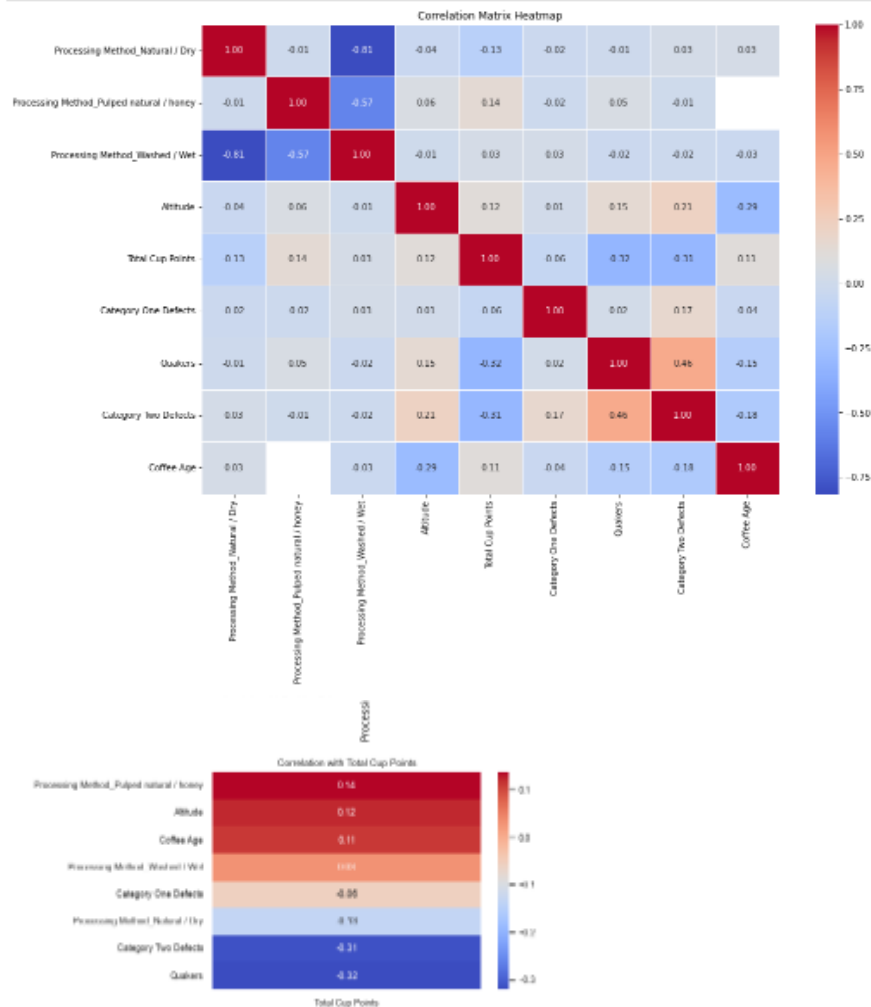 Correlation Matrix Heatmap
Processing Method_Natural / Dry 1.00 -0.01 -0.81 -0.04 -0.13 -0.02 -0.01 0.03 0.03
Processing Method_Pulped natural / honey -0.01 1.00 -0.57 0.06 0.14 -0.02 0.05 -0.01
Processing Method_Washed / Wet -0.81 -0.57 1.00 -0.01 0.03 0.03 -0.02 -0.02 -0.03
Altitude -0.04 0.06 -0.01 1.00 0.12 0.01 0.15 0.21 -0.29
Total Cup Points -0.13 0.14 0.03 0.12 1.00 -0.06 -0.32 -0.31 0.11
Category One Defects -0.02 -0.02 0.03 0.01 -0.06 1.00 0.02 0.17 -0.04
Quakers -0.01 0.05 -0.02 0.15 -0.32 0.02 1.00 0.46 -0.15
Category Two Defects 0.03 -0.01 -0.02 0.21 -0.31 0.17 0.46 1.00 -0.18
Coffee Age 0.03 -0.03 -0.29 0.11 -0.04 -0.15 -0.18 1.00
Processing Method_Natural / Dry
Processing Method_Pulped natural / honey
Processing Method_Washed / Wet
Altitude
Total Cup Points
Category One Defects
Quakers
Category Two Defects
Coffee Age
1.00
0.75
0.50
0.25
0.00
-0.25
-0.50
-0.75
Processi
Correlation with Total Cup Points
Processing Method_Pulped natural / honey 0.14
Altitude 0.12
Coffee Age 0.11
Processing Method_Washed / Wet 0.03
Category One Defects -0.06
Processing Method_Natural / Dry -0.13
Category Two Defects -0.31
Quakers -0.32
Total Cup Points
0.1
0.0
-0.1
-0.2
-0.3